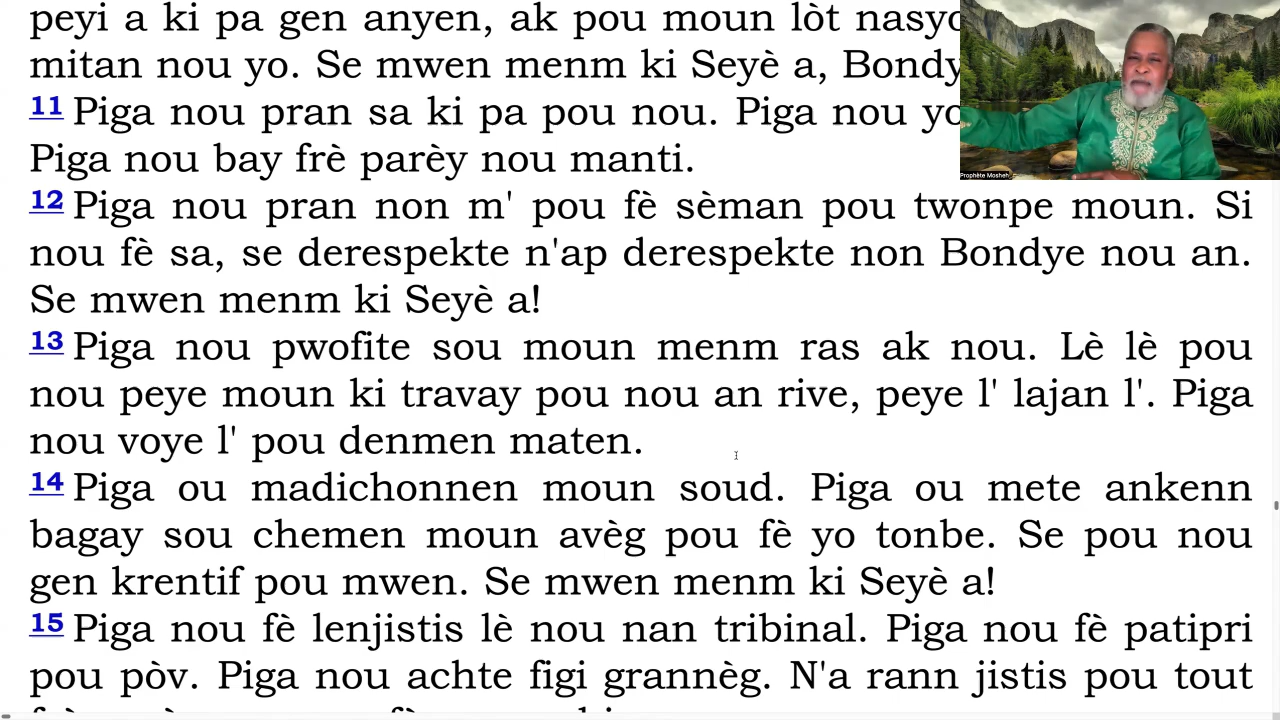 peyi a ki pa gen anyen, ak pou moun lòt
mitan nou yo. Se mwen menm ki Seyè a,
11 Piga nou pran sa ki pa pou nou. Piga nou
Piga nou bay frè parèy nou manti.
12 Piga nou pran non m' pou fè sèman pou twonpe moun. Si
nou fè sa, se derespekte n'ap derespekte non Bondye nou an.
Se mwen menm ki Seyè a!
13 Piga nou pwofite sou moun menm ras ak nou. Lè lè pou
nou peye moun ki travay pou nou an rive, peye l' lajan l'. Piga
nou voye l' pou denmen maten.
14 Piga ou madichonnen moun soud. Piga ou mete ankenn
bagay sou chemen moun avèg pou fè yo tonbe. Se pou nou
gen krentif pou mwen. Se mwen menm ki Seyè a!
15 Piga nou fè lenjistis lè nou nan tribinal. Piga nou fè patipri
pou pòv. Piga nou achte figi grannèg. N'a rann jistis pou tout
Prophète Mosheh